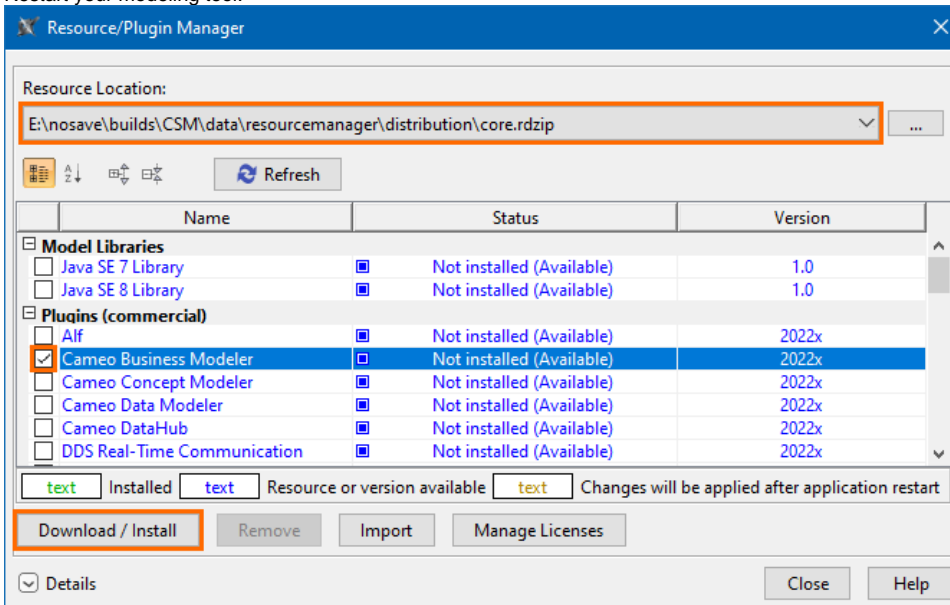 Restart your modeling tool.
Resource/Plugin Manager
Resource Location:
E:\nosave\builds\CSM\data\resourcemanager\distribution\core.rdzip ...
Refresh
Name Status Version
Model Libraries
Java SE 7 Library Not installed (Available) 1.0
Java SE 8 Library Not installed (Available) 1.0
Plugins (commercial)
Alf Not installed (Available) 2022x
Cameo Business Modeler Not installed (Available) 2022x
Cameo Concept Modeler Not installed (Available) 2022x
Cameo Data Modeler Not installed (Available) 2022x
Cameo DataHub Not installed (Available) 2022x
DDS Real-Time Communication Not installed (Available) 2022x
text Installed text Resource or version available text Changes will be applied after application restart
Download / Install Remove Import Manage Licenses
Details Close Help